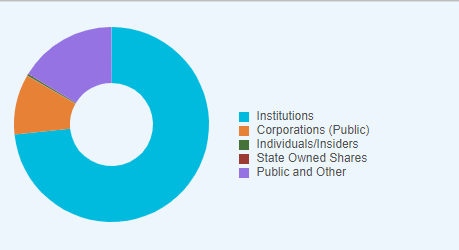 Institutions
Corporations (Public)
Individuals/Insiders
State Owned Shares
Public and Other